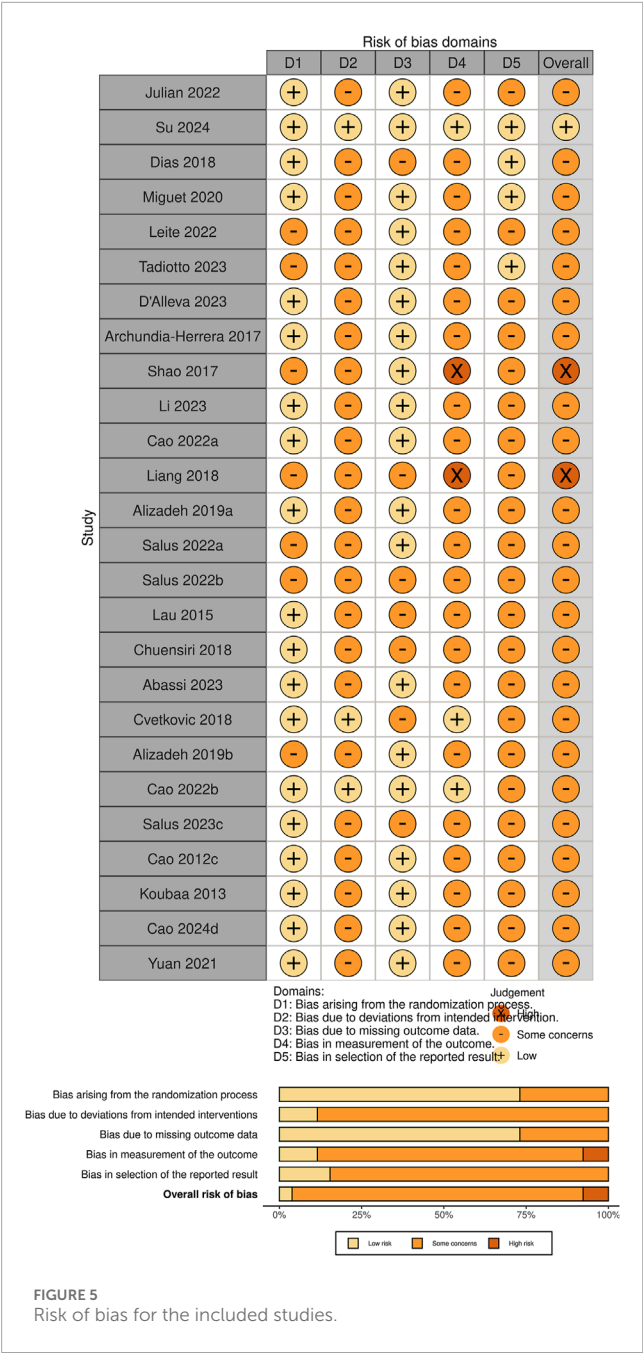 Risk of bias domains
D1 D2 D3 D4 D5 Overall
Study
Julian 2022 + - + - - -
Su 2024 + + + + + +
Dias 2018 + - - - + -
Miguet 2020 + - + - + -
Leite 2022 - - + - - -
Tadiotto 2023 - - + - + -
D'Alleva 2023 + - + - - -
Archundia-Herrera 2017 + - + - - -
Shao 2017 - - + X - X
Li 2023 + - + - - -
Cao 2022a + - + - - -
Liang 2018 - - - X - X
Alizadeh 2019a + - + - - -
Salus 2022a - - + - - -
Salus 2022b - - - - - -
Lau 2015 + - - - - -
Chuensiri 2018 + - - - - -
Abassi 2023 + - + - - -
Cvetkovic 2018 + + - + - -
Alizadeh 2019b - - + - - -
Cao 2022b + + + + - -
Salus 2023c + - - - - -
Cao 2012c + - + - - -
Koubaa 2013 + - + - - -
Cao 2024d + - + - - -
Yuan 2021 + - + - - -
Domains:
D1: Bias arising from the randomization process.
D2: Bias due to deviations from intended intervention.
D3: Bias due to missing outcome data.
D4: Bias in measurement of the outcome.
D5: Bias in selection of the reported result.
Judgement
X High
- Some concerns
+ Low
Bias arising from the randomization process
Bias due to deviations from intended interventions
Bias due to missing outcome data
Bias in measurement of the outcome
Bias in selection of the reported result
Overall risk of bias
0% 25% 50% 75% 100%
Low risk Some concerns High risk
FIGURE 5
Risk of bias for the included studies.